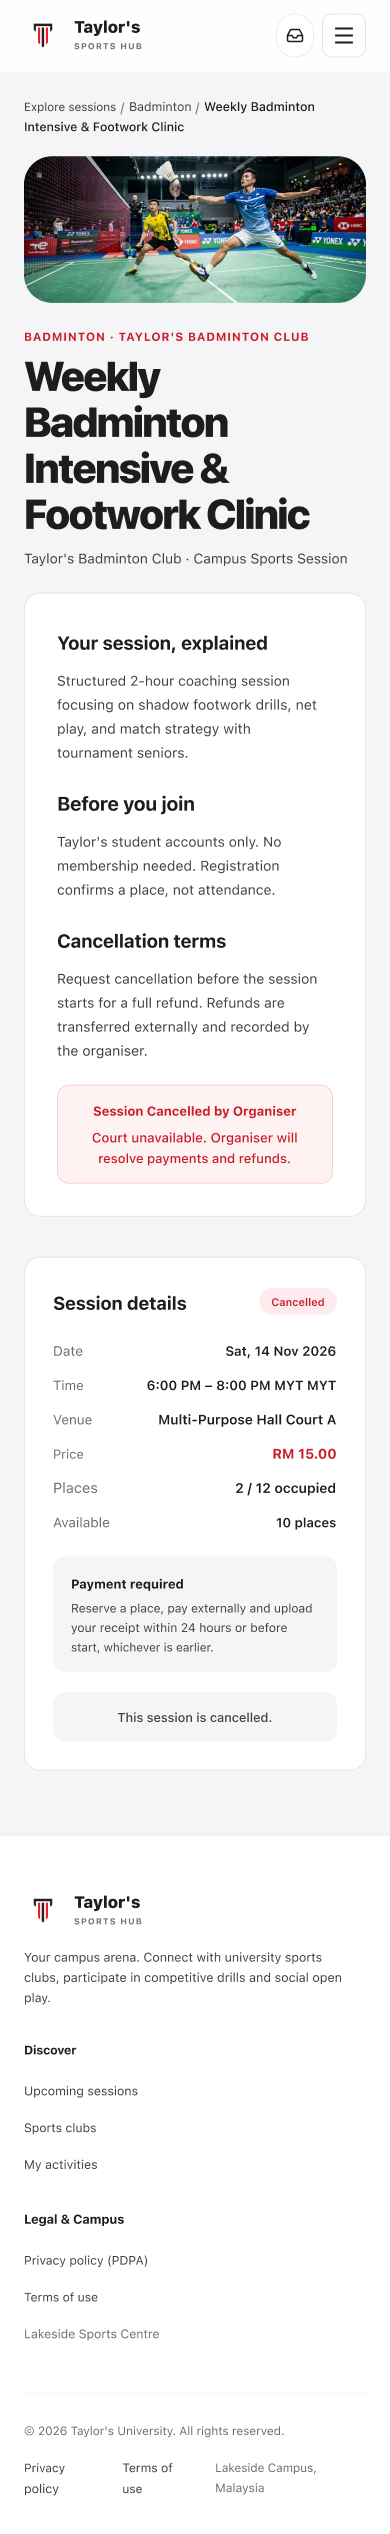 Taylor's
SPORTS HUB
Explore sessions / Badminton / Weekly Badminton
Intensive & Footwork Clinic
YONEX
YONEX
YONEX
HSBC
BADMINTON · TAYLOR'S BADMINTON CLUB
Weekly
Badminton
Intensive &
Footwork Clinic
Taylor's Badminton Club · Campus Sports Session
Your session, explained
Structured 2-hour coaching session
focusing on shadow footwork drills, net
play, and match strategy with
tournament seniors.
Before you join
Taylor's student accounts only. No
membership needed. Registration
confirms a place, not attendance.
Cancellation terms
Request cancellation before the session
starts for a full refund. Refunds are
transferred externally and recorded by
the organiser.
Session Cancelled by Organiser
Court unavailable. Organiser will
resolve payments and refunds.
Session details
Cancelled
Date Sat, 14 Nov 2026
Time 6:00 PM – 8:00 PM MYT MYT
Venue Multi-Purpose Hall Court A
Price RM 15.00
Places 2 / 12 occupied
Available 10 places
Payment required
Reserve a place, pay externally and upload
your receipt within 24 hours or before
start, whichever is earlier.
This session is cancelled.
Taylor's
SPORTS HUB
Your campus arena. Connect with university sports
clubs, participate in competitive drills and social open
play.
Discover
Upcoming sessions
Sports clubs
My activities
Legal & Campus
Privacy policy (PDPA)
Terms of use
Lakeside Sports Centre
© 2026 Taylor's University. All rights reserved.
Privacy policy
Terms of use
Lakeside Campus, Malaysia